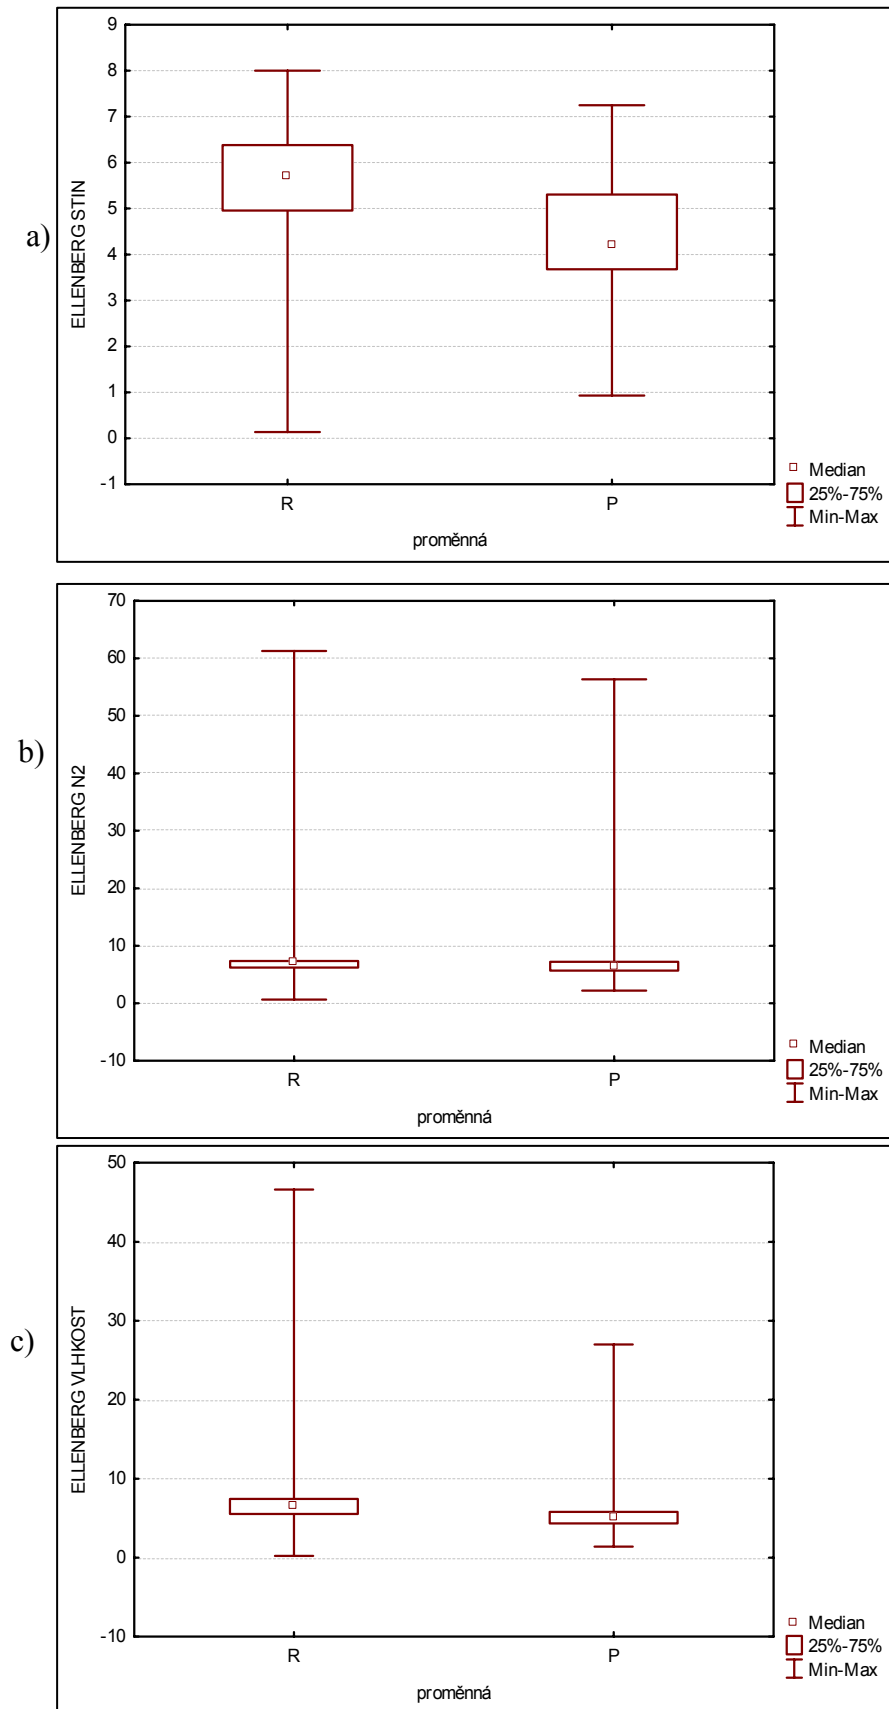 a)
ELLENBERG STIN
9
8
7
6
5
4
3
2
1
0
-1
R
P
proměnná
Median
25%-75%
Min-Max
b)
ELLENBERG N2
70
60
50
40
30
20
10
0
-10
R
P
proměnná
Median
25%-75%
Min-Max
c)
ELLENBERG VLHKOST
50
40
30
20
10
0
-10
R
P
proměnná
Median
25%-75%
Min-Max